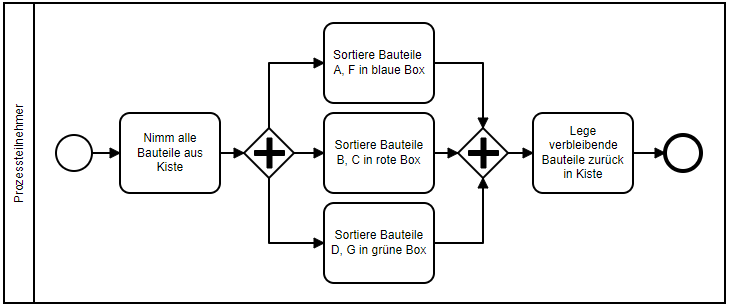 Prozessteilnehmer
Nimm alle
Bauteile aus
Kiste
Sortiere Bauteile
A, F in blaue Box
Sortiere Bauteile
B, C in rote Box
Sortiere Bauteile
D, G in grüne Box
Lege
verbleibende
Bauteile zurück
in Kiste